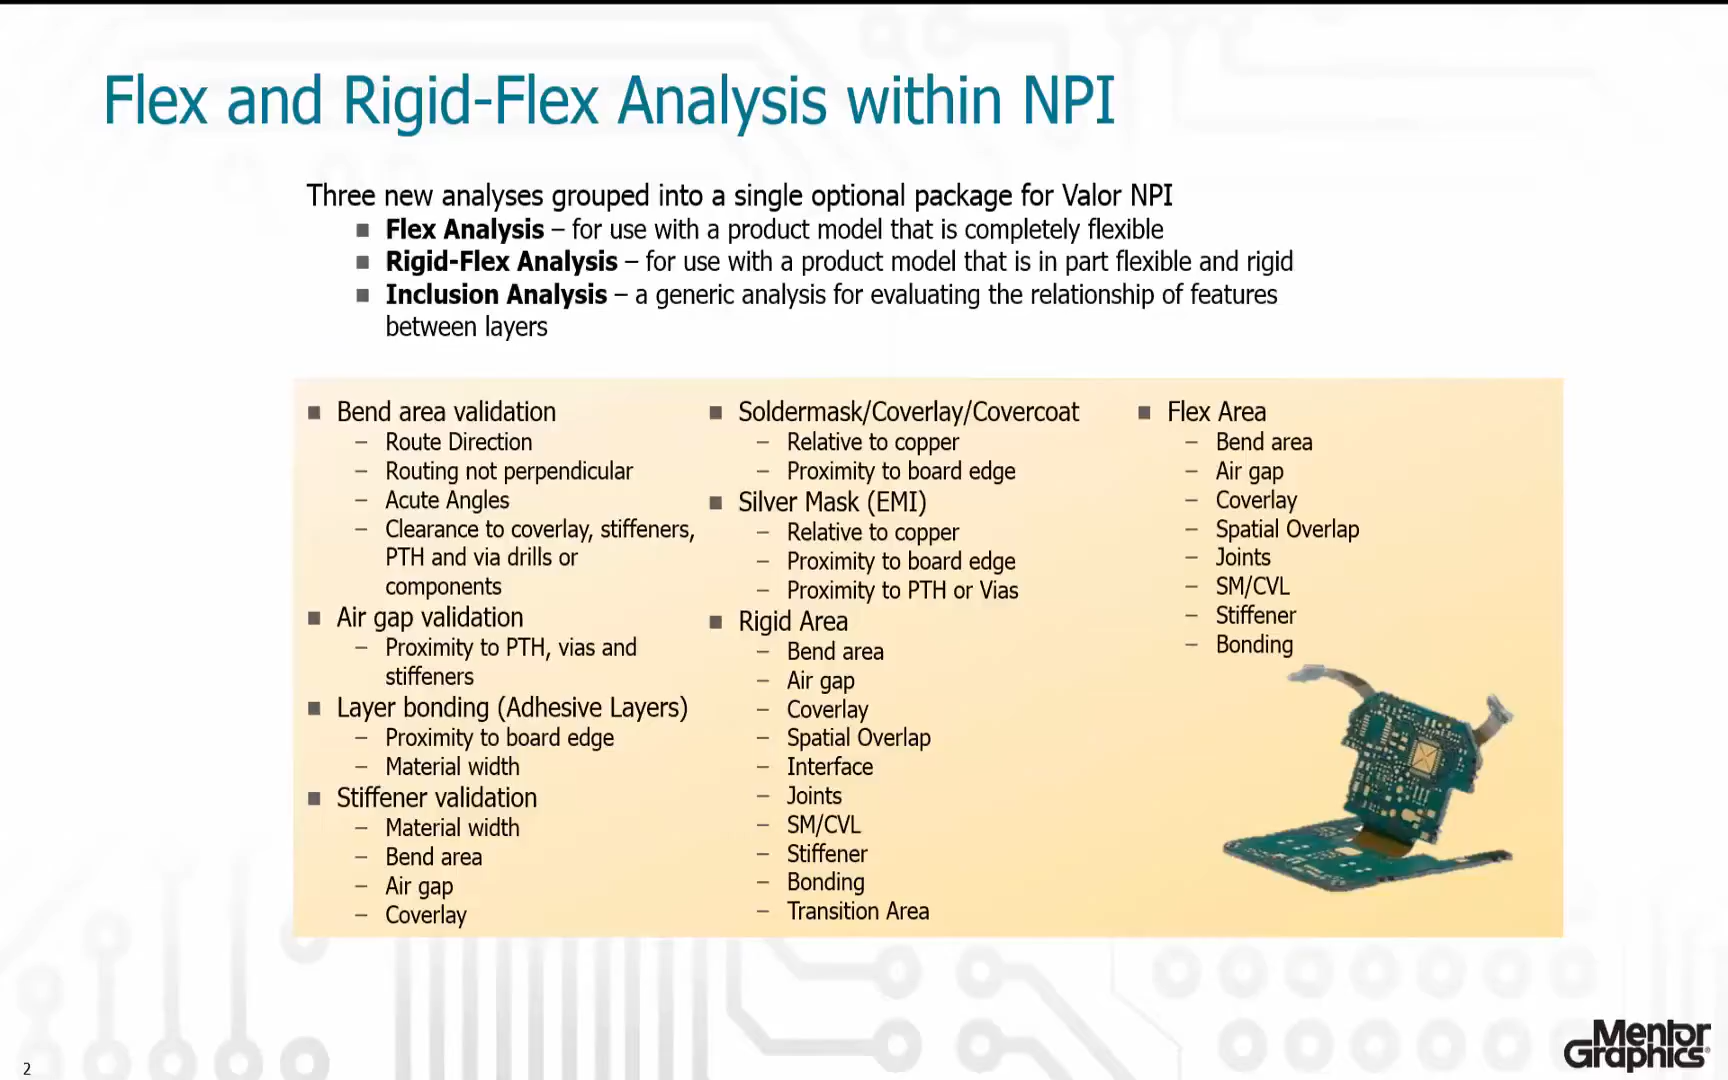 Flex and Rigid-Flex Analysis within NPI
Three new analyses grouped into a single optional package for Valor NPI
■ Flex Analysis – for use with a product model that is completely flexible
■ Rigid-Flex Analysis – for use with a product model that is in part flexible and rigid
■ Inclusion Analysis – a generic analysis for evaluating the relationship of features
between layers
■ Bend area validation
– Route Direction
– Routing not perpendicular
– Acute Angles
– Clearance to coverlay, stiffeners,
PTH and via drills or
components
■ Air gap validation
– Proximity to PTH, vias and
stiffeners
■ Layer bonding (Adhesive Layers)
– Proximity to board edge
– Material width
■ Stiffener validation
– Material width
– Bend area
– Air gap
– Coverlay
■ Soldermask/Coverlay/Covercoat
– Relative to copper
– Proximity to board edge
■ Silver Mask (EMI)
– Relative to copper
– Proximity to board edge
– Proximity to PTH or Vias
■ Rigid Area
– Bend area
– Air gap
– Coverlay
– Spatial Overlap
– Interface
– Joints
– SM/CVL
– Stiffener
– Bonding
– Transition Area
■ Flex Area
– Bend area
– Air gap
– Coverlay
– Spatial Overlap
– Joints
– SM/CVL
– Stiffener
– Bonding
2
Mentor
Graphics®